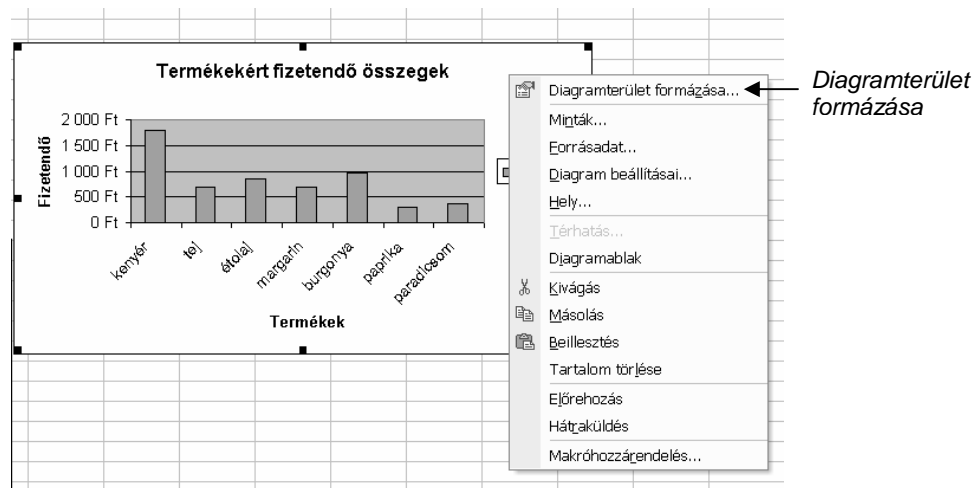 Termékekért fizetendő összegek
Fizetendő
2 000 Ft
1 500 Ft
1 000 Ft
500 Ft
0 Ft
kenyér
tej
étolaj
margarin
burgonya
paprika
paradicsom
Termékek
Diagramterület formázása...
Minták...
Forrásadat...
Diagram beállításai...
Hely...
Térhatás...
Diagramablak
Kivágás
Másolás
Beillesztés
Tartalom törlése
Előrehozás
Hátraküldés
Makróhozzárendelés...
Diagramterület
formázása